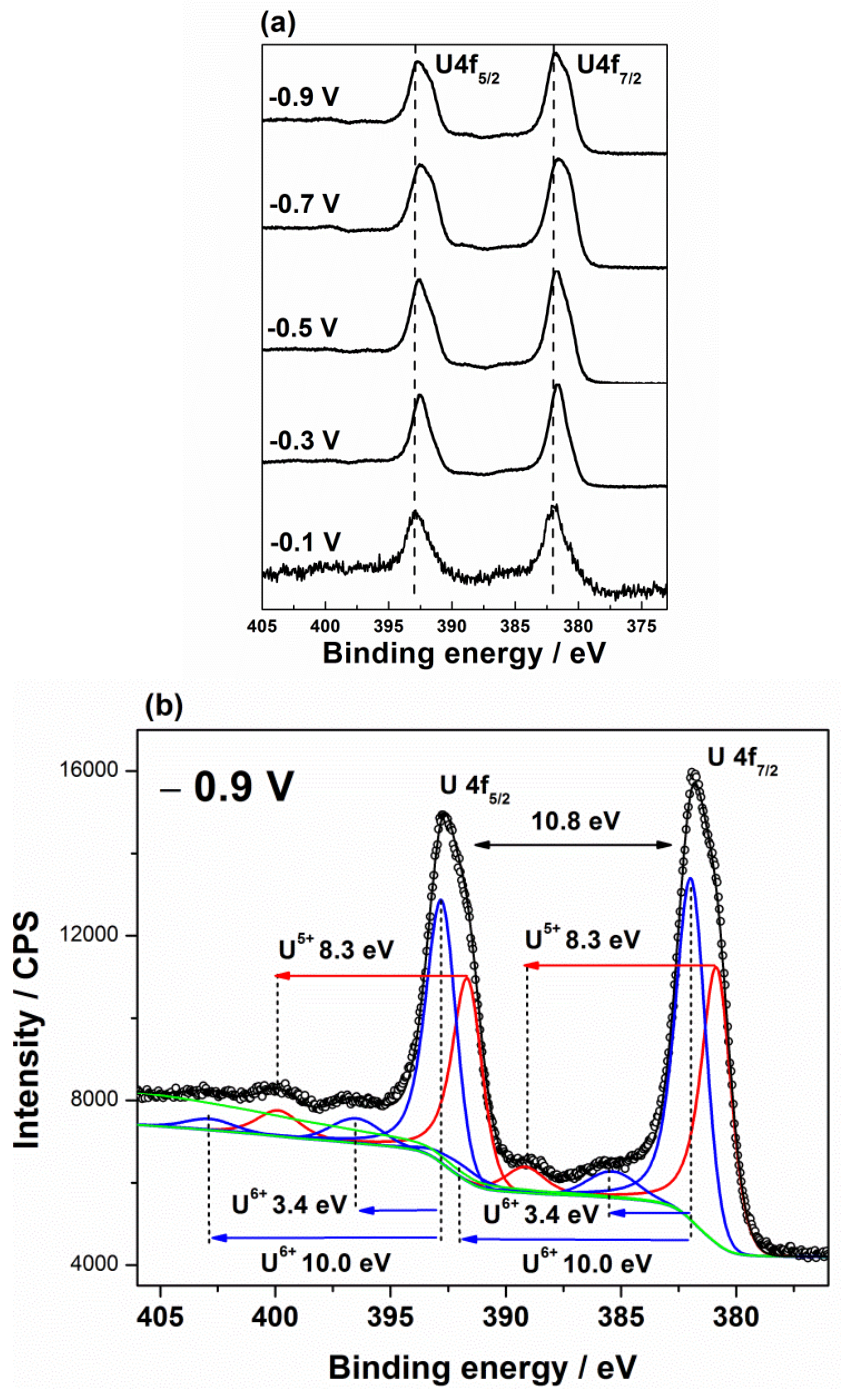 (a)
U4f5/2 U4f7/2
-0.9 V
-0.7 V
-0.5 V
-0.3 V
-0.1 V
405 400 395 390 385 380 375
Binding energy / eV
(b)
– 0.9 V
U 4f5/2
U 4f7/2
10.8 eV
U5+ 8.3 eV
U5+ 8.3 eV
U6+ 3.4 eV
U6+ 3.4 eV
U6+ 10.0 eV
U6+ 10.0 eV
16000
12000
8000
4000
Intensity / CPS
405 400 395 390 385 380
Binding energy / eV